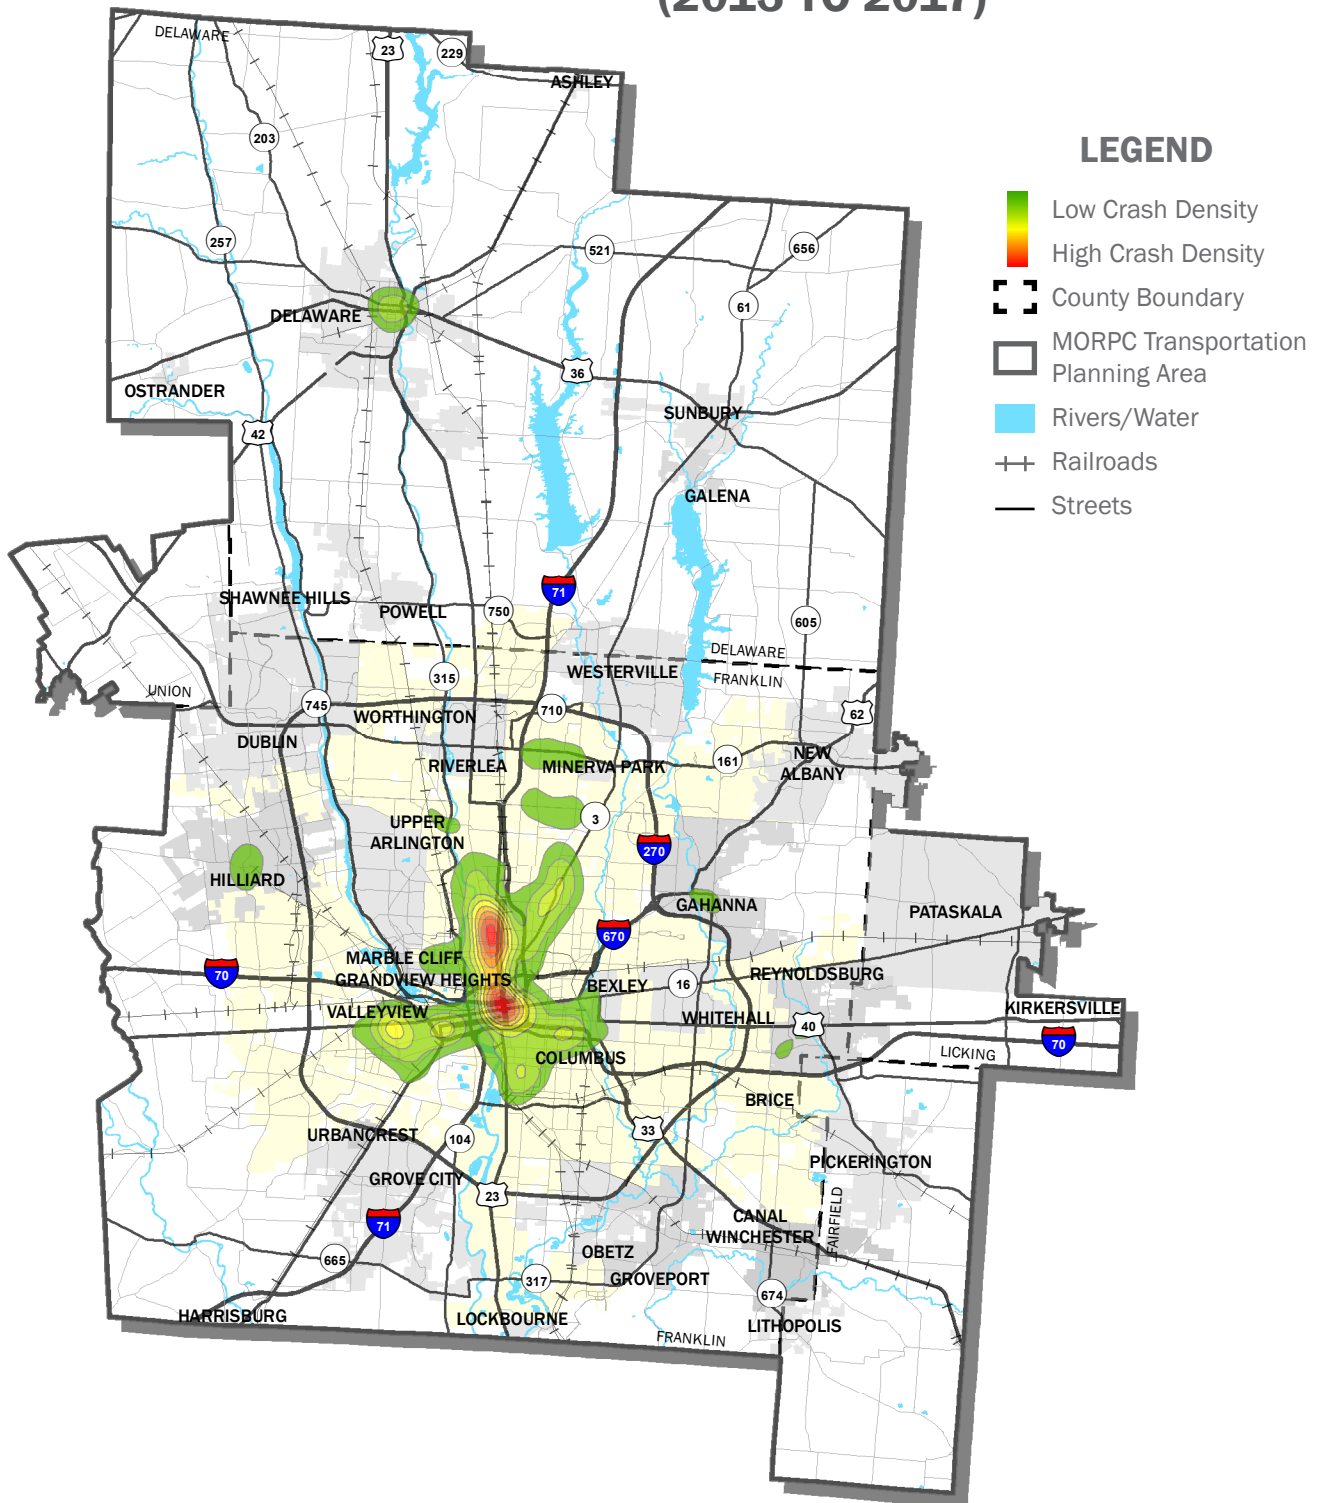 (2013 TO 2017)
LEGEND
Low Crash Density
High Crash Density
County Boundary
MORPC Transportation
Planning Area
Rivers/Water
Railroads
Streets
DELAWARE
23
229
ASHLEY
203
257
521
656
61
DELAWARE
36
OSTRANDER
SUNBURY
42
GALENA
71
SHAWNEE HILLS
POWELL
750
605
DELAWARE
FRANKLIN
WESTERVILLE
315
UNION
745
WORTHINGTON
710
62
DUBLIN
RIVERLEA
MINERVA PARK
161
NEW
ALBANY
UPPER
ARLINGTON
3
270
HILLIARD
GAHANNA
PATASKALA
670
MARBLE CLIFF
70
GRANDVIEW HEIGHTS
BEXLEY
16
REYNOLDSBURG
VALLEYVIEW
WHITEHALL
40
KIRKERSVILLE
70
COLUMBUS
LICKING
BRICE
URBANCREST
104
33
PICKERINGTON
GROVE CITY
23
71
CANAL
WINCHESTER
FAIRFIELD
665
OBETZ
317
GROVEPORT
674
HARRISBURG
LOCKBOURNE
FRANKLIN
LITHOPOLIS